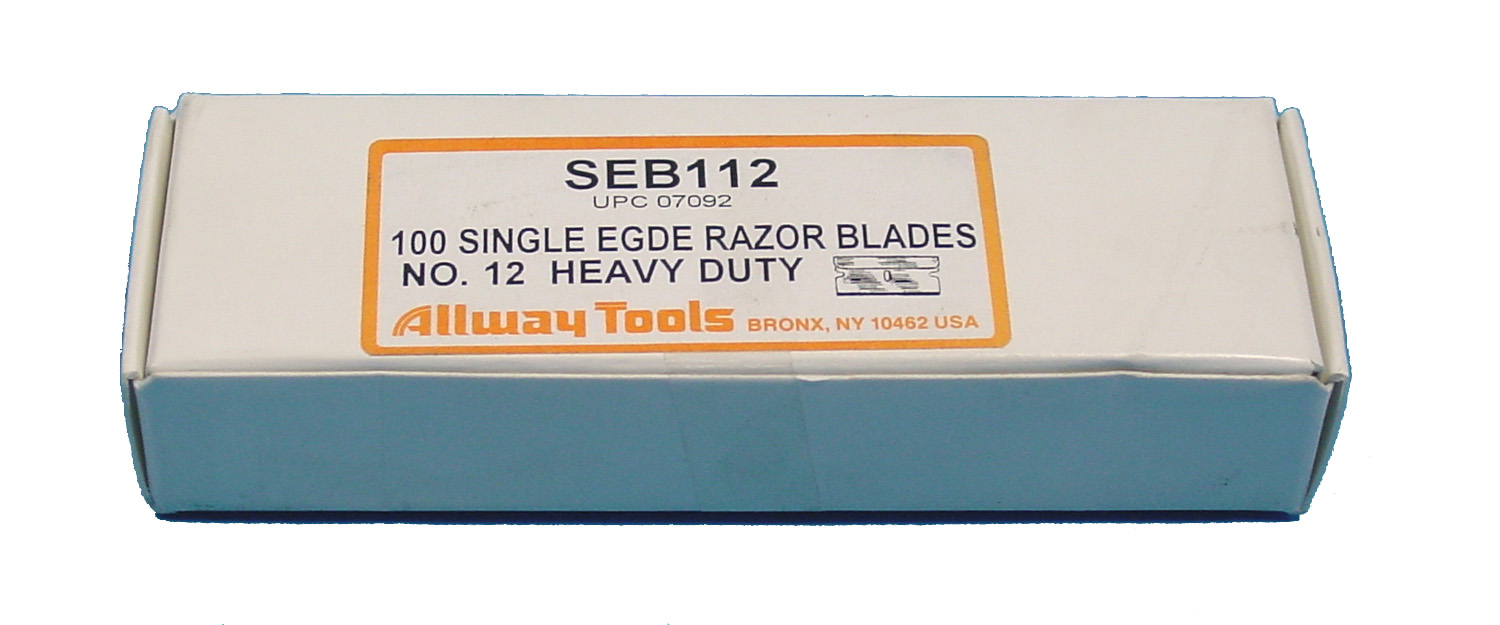 SEB112
UPC 07092
100 SINGLE EGDE RAZOR BLADES
NO. 12 HEAVY DUTY
Allway Tools BRONX, NY 10462 USA